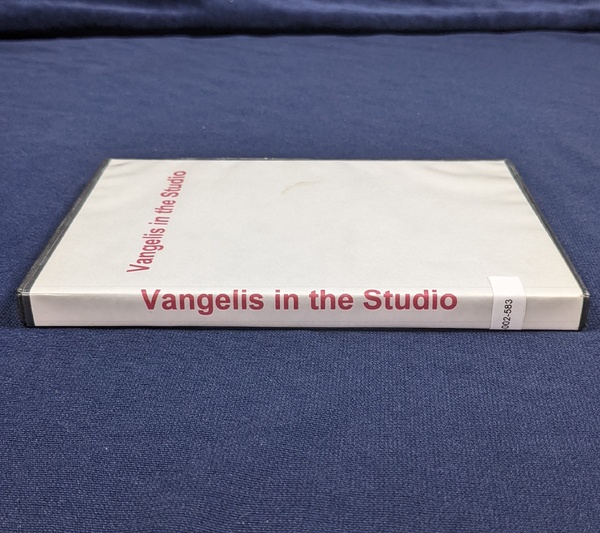 Vangelis in the Studio
Vangelis in the Studio
002-583